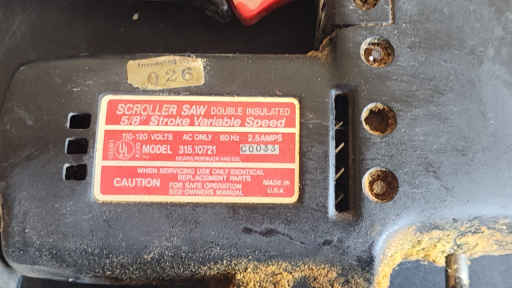 026
SCROLLER SAW DOUBLE INSULATED
5/8" Stroke Variable Speed
110-120 VOLTS AC ONLY 60 Hz 2.5 AMPS
UL
MODEL 315.10721 C0033
SEARS, ROEBUCK AND CO.
WHEN SERVICING USE ONLY IDENTICAL
REPLACEMENT PARTS
CAUTION FOR SAFE OPERATION MADE IN
SEE OWNERS MANUAL U.S.A.